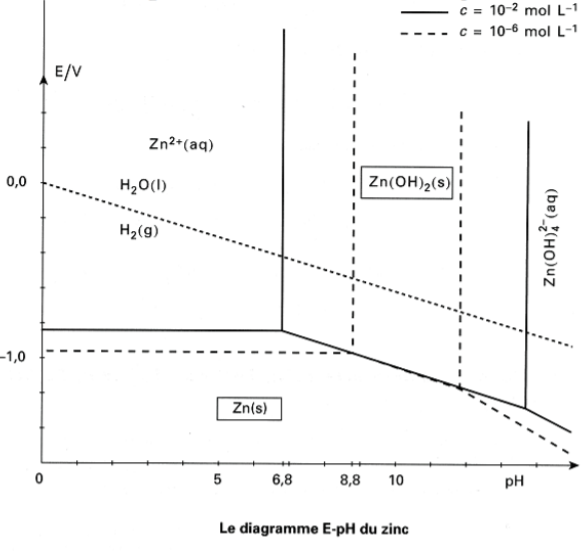 c = 10⁻² mol L⁻¹
c = 10⁻⁶ mol L⁻¹
E/V
Zn²⁺(aq)
0,0
H₂O(l)
H₂(g)
Zn(OH)₂(s)
Zn(OH)₄²⁻(aq)
–1,0
Zn(s)
0
5
6,8
8,8
10
pH
Le diagramme E-pH du zinc